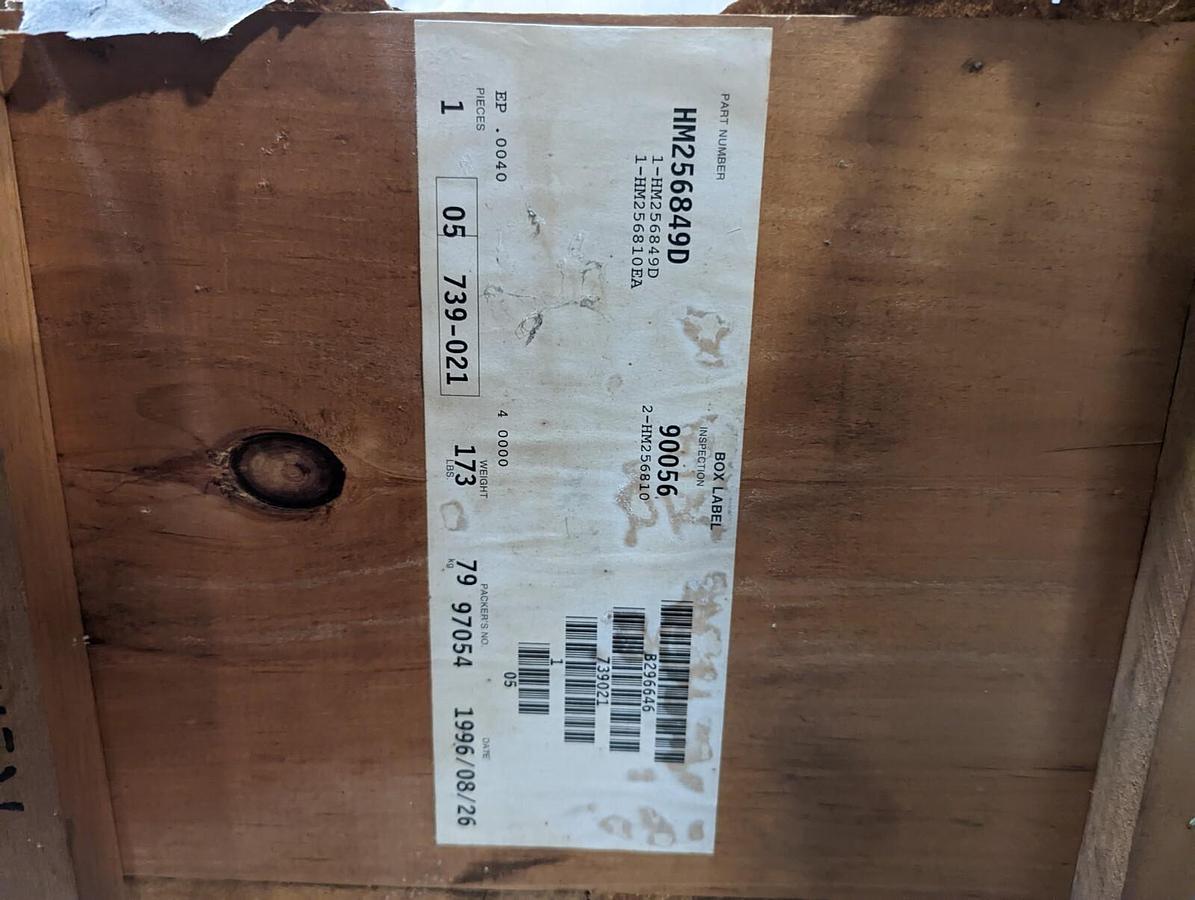 BOX LABEL
PART NUMBER
INSPECTION
HM256849D
90056
1-HM256849D
2-HM256810
1-HM256810EA
B296646
739021
1
05
EP .0040
4 0000
PIECES
WEIGHT
PACKER'S NO.
DATE
1
05 739-021
173
LBS.
79
kg
97054
1996/08/26